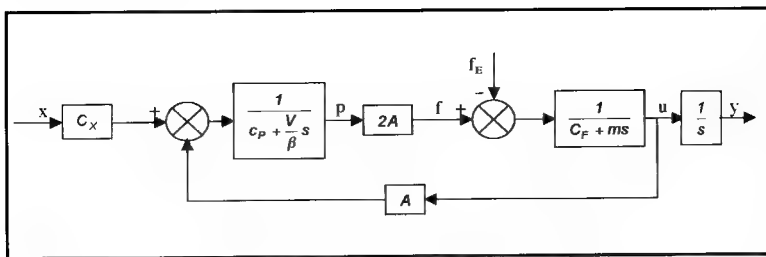 f_E
x
C_X
+
1
c_P + V/β s
p
2A
f
+
−
1
C_F + ms
u
1
s
y
A